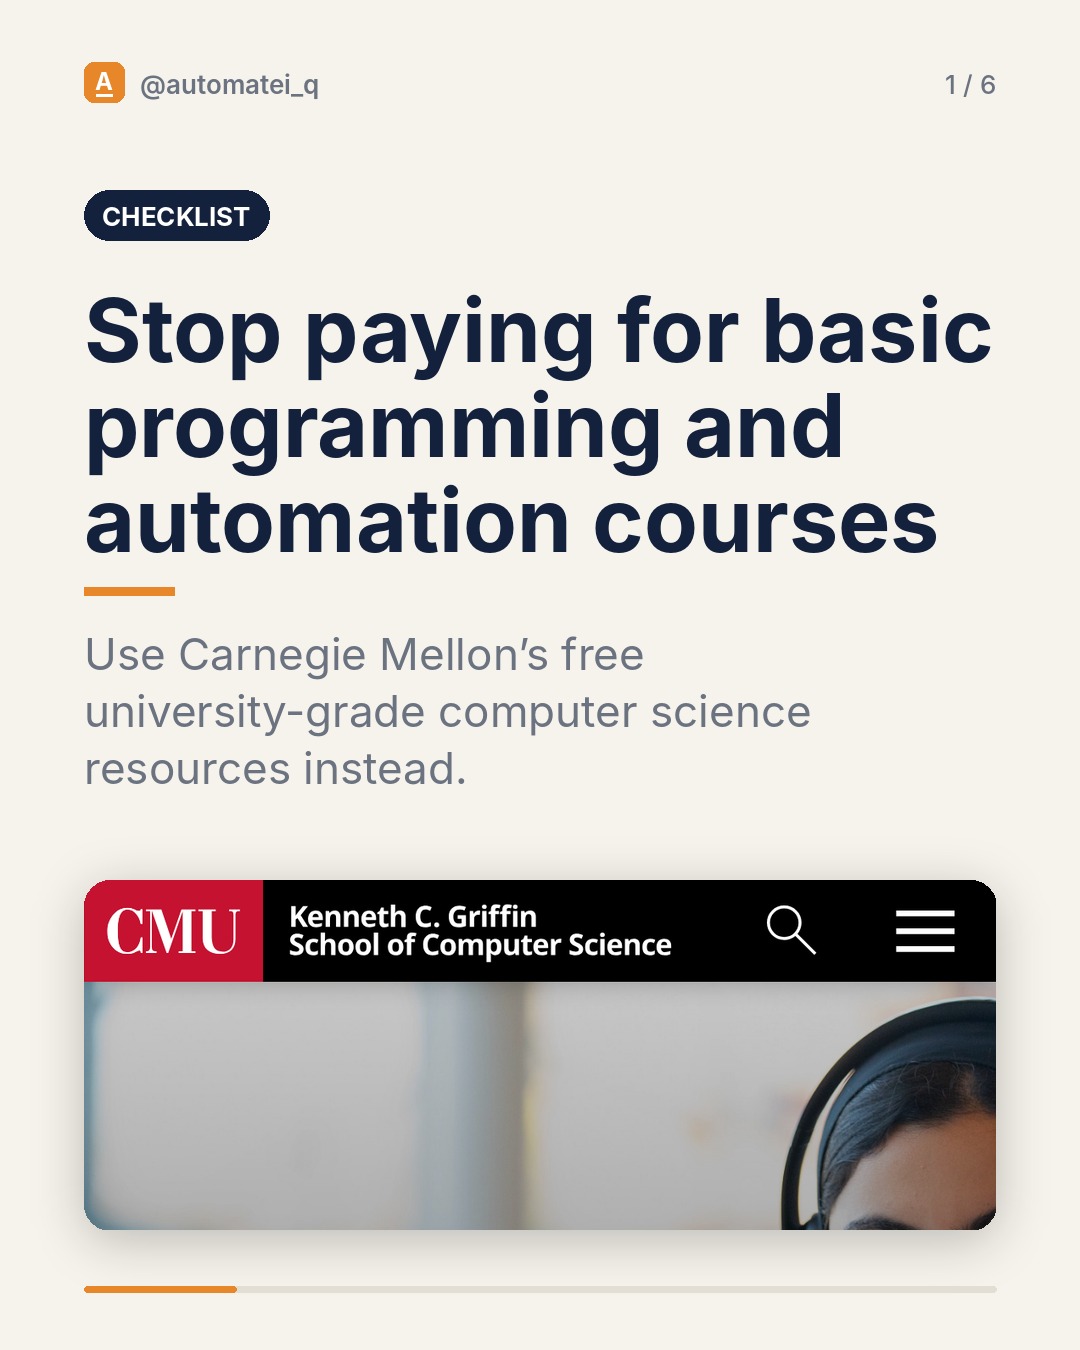 A
@automatei_q
1 / 6
CHECKLIST
Stop paying for basic
programming and
automation courses
Use Carnegie Mellon’s free
university-grade computer science
resources instead.
CMU
Kenneth C. Griffin
School of Computer Science